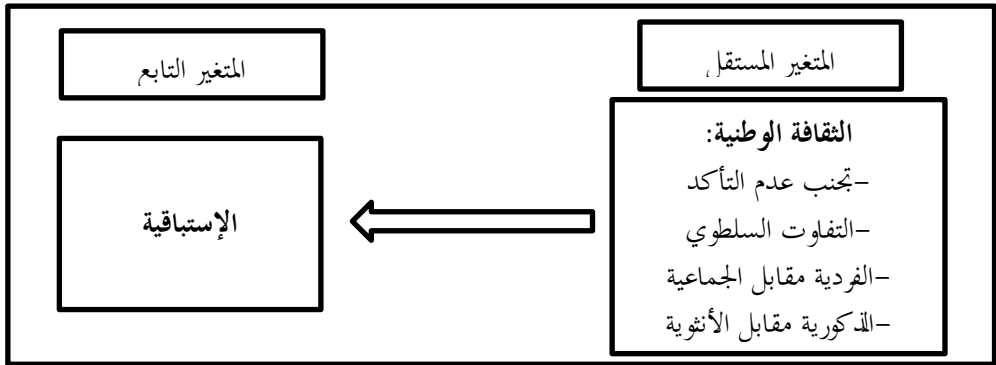 المتغير المستقل
المتغير التابع
الثقافة الوطنية:
-تجنب عدم التأكد
-التفاوت السلطوي
-الفردية مقابل الجماعية
-الذكورية مقابل الأنثوية
الإستباقية